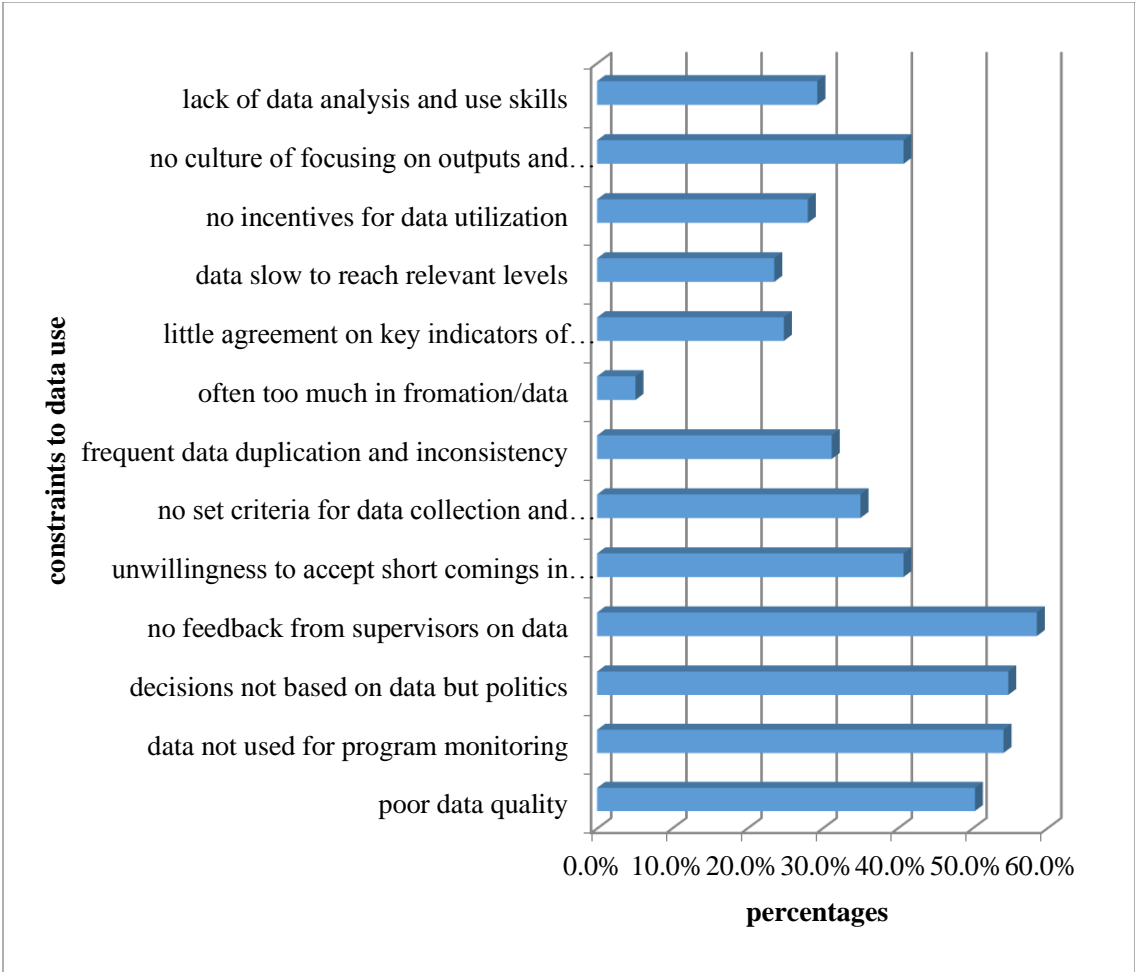 lack of data analysis and use skills
no culture of focusing on outputs and…
no incentives for data utilization
data slow to reach relevant levels
little agreement on key indicators of…
often too much in fromation/data
frequent data duplication and inconsistency
no set criteria for data collection and…
unwillingness to accept short comings in…
no feedback from supervisors on data
decisions not based on data but politics
data not used for program monitoring
poor data quality
constraints to data use
0.0% 10.0% 20.0% 30.0% 40.0% 50.0% 60.0%
percentages